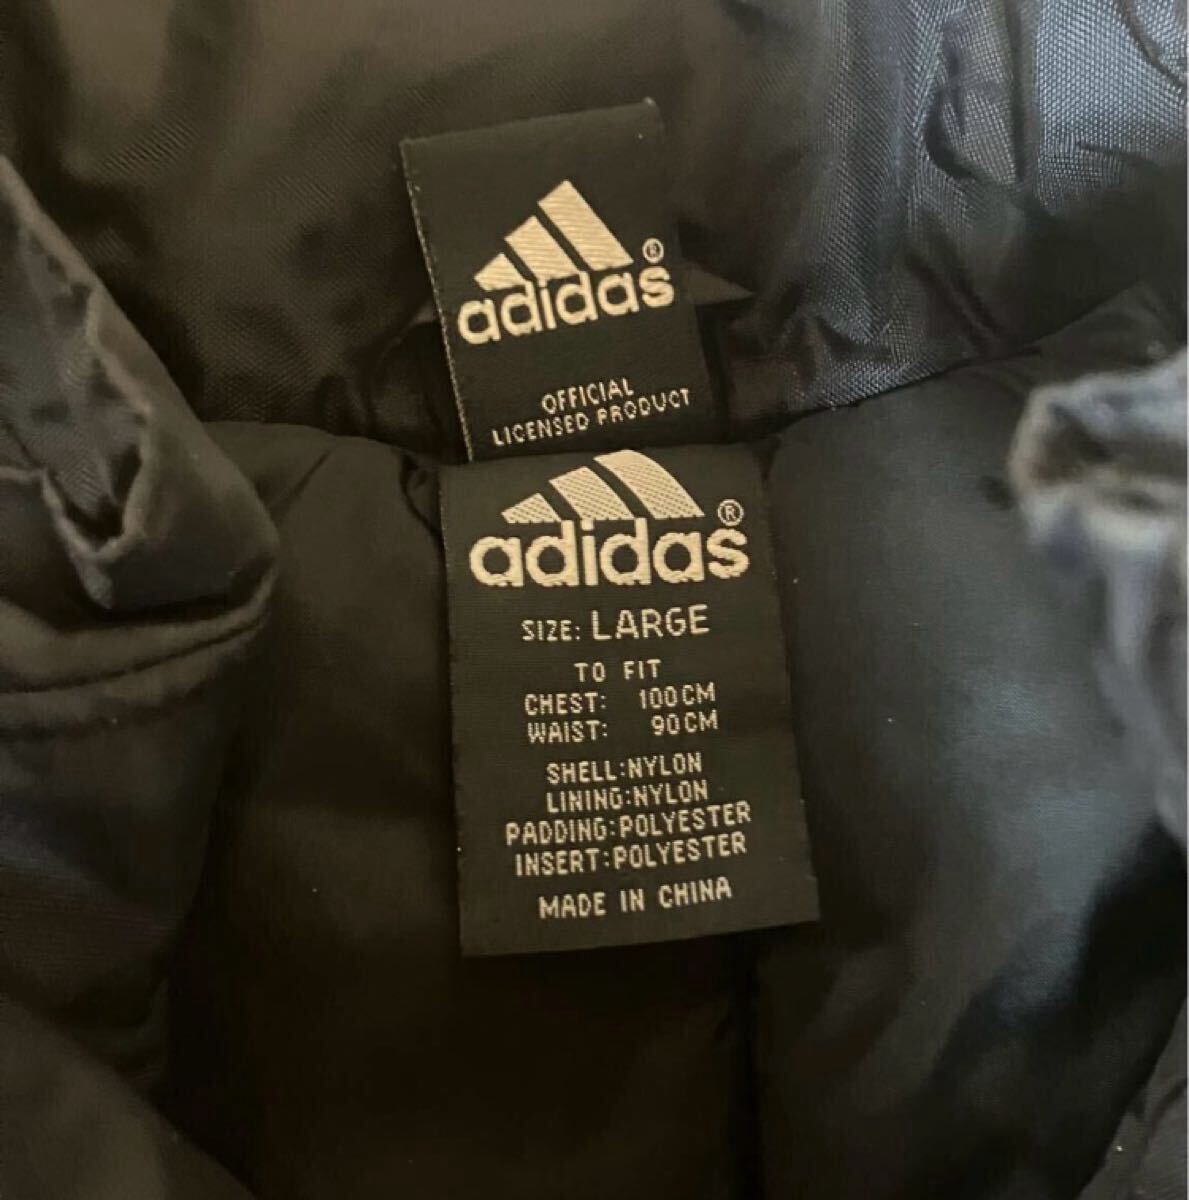 adidas®
OFFICIAL
LICENSED PRODUCT
adidas®
SIZE: LARGE
TO FIT
CHEST: 100CM
WAIST: 90CM
SHELL:NYLON
LINING:NYLON
PADDING:POLYESTER
INSERT:POLYESTER
MADE IN CHINA